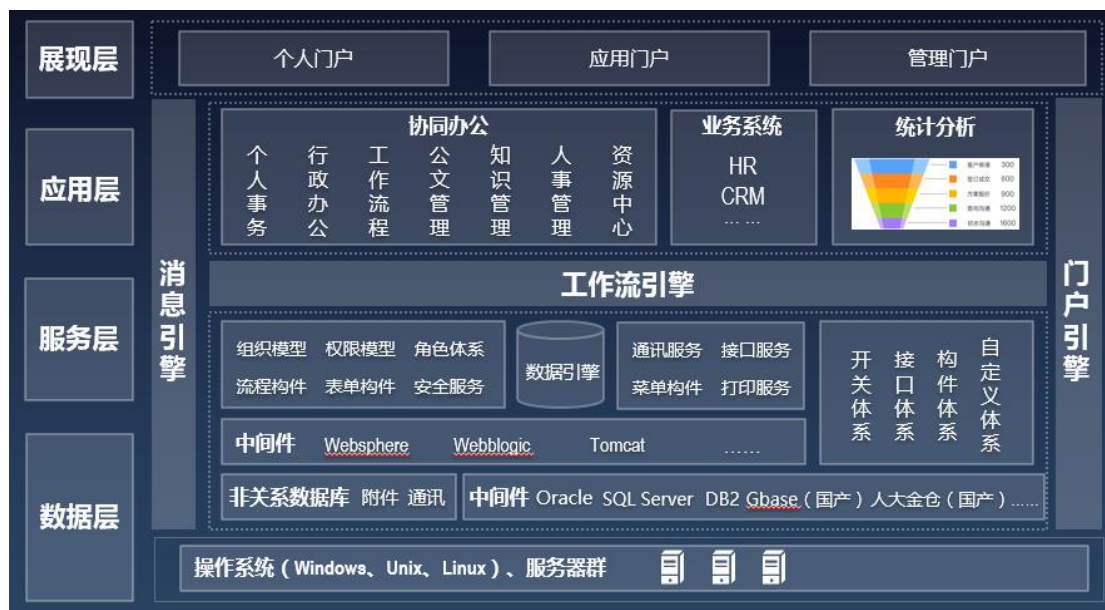 展现层
个人门户
应用门户
管理门户
应用层
协同办公
个人事务
行政办公
工作流程
公文管理
知识管理
人事管理
资源中心
业务系统
HR
CRM
... ...
统计分析
300
600
900
1200
1600
消息引擎
门户引擎
工作流引擎
服务层
组织模型 权限模型 角色体系
流程构件 表单构件 安全服务
数据引擎
通讯服务 接口服务
菜单构件 打印服务
开关体系
接口体系
构件体系
自定义体系
中间件 Websphere Webblogic Tomcat ……
数据层
非关系数据库 附件 通讯
中间件 Oracle SQL Server DB2 Gbase（国产）人大金仓（国产）……
操作系统（Windows、Unix、Linux）、服务器群